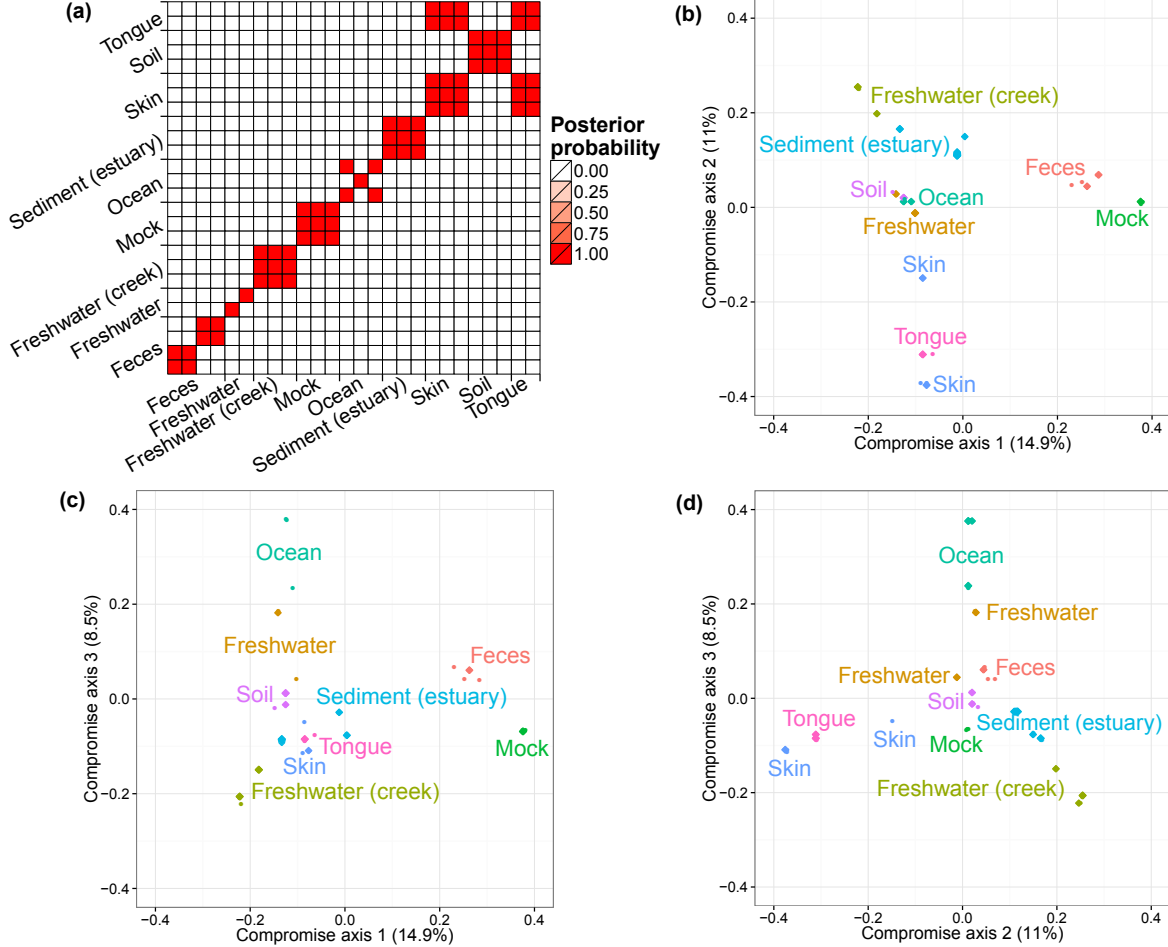 (a)
Tongue
Soil
Skin
Sediment (estuary)
Ocean
Mock
Freshwater (creek)
Freshwater
Feces
Feces
Freshwater
Freshwater (creek)
Mock
Ocean
Sediment (estuary)
Skin
Soil
Tongue
Posterior
probability
0.00
0.25
0.50
0.75
1.00
(b)
Compromise axis 2 (11%)
0.4
0.2
0.0
−0.2
−0.4
Freshwater (creek)
Sediment (estuary)
Feces
Soil
Ocean
Mock
Freshwater
Skin
Tongue
Skin
−0.4
−0.2
0.0
0.2
0.4
Compromise axis 1 (14.9%)
(c)
Compromise axis 3 (8.5%)
0.4
0.2
0.0
−0.2
−0.4
Ocean
Freshwater
Feces
Soil
Sediment (estuary)
Tongue
Mock
Skin
Freshwater (creek)
−0.4
−0.2
0.0
0.2
0.4
Compromise axis 1 (14.9%)
(d)
Compromise axis 3 (8.5%)
0.4
0.2
0.0
−0.2
−0.4
Ocean
Freshwater
Freshwater
Feces
Soil
Tongue
Sediment (estuary)
Skin
Mock
Skin
Freshwater (creek)
−0.4
−0.2
0.0
0.2
0.4
Compromise axis 2 (11%)